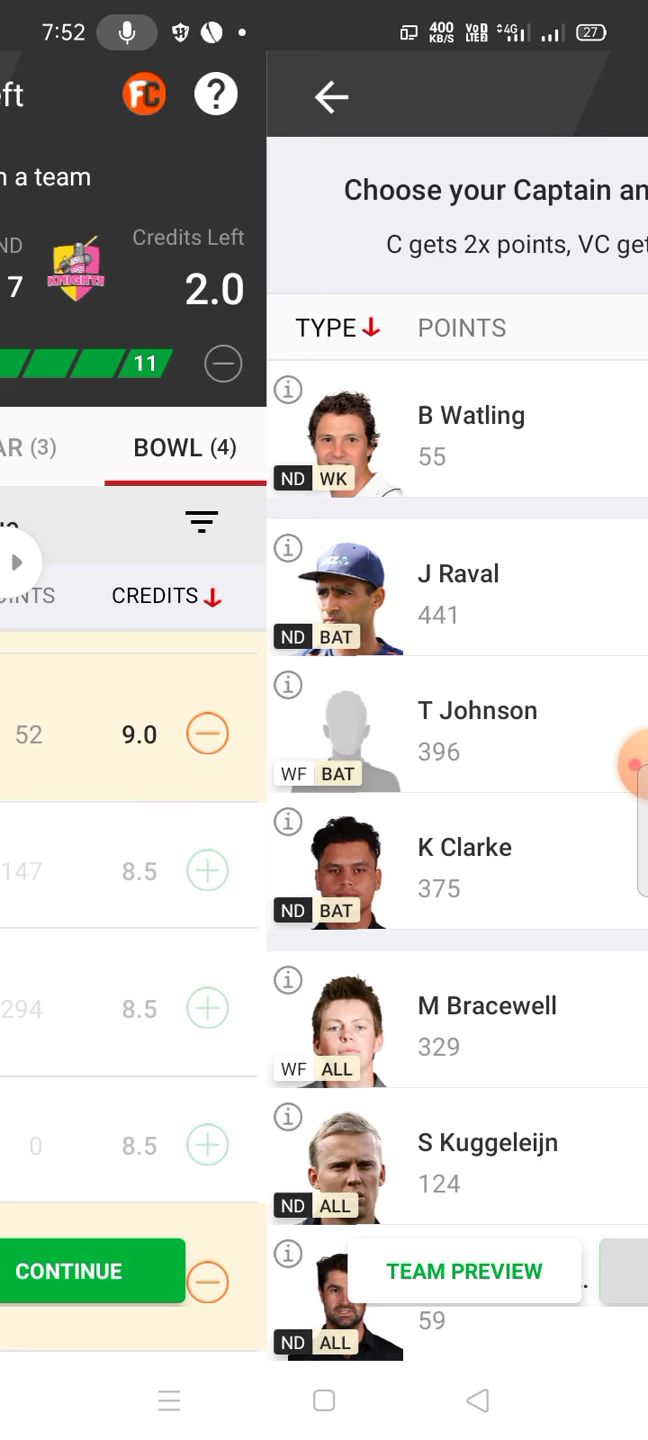 7:52
400
KB/S
VoD
LTE2
4G
27
eft
FC
?
n a team
ND
7
KNIGHTS
Credits Left
2.0
11
AR (3)
BOWL (4)
INTS
CREDITS
52
9.0
147
8.5
294
8.5
0
8.5
CONTINUE
Choose your Captain an
C gets 2x points, VC get
TYPE
POINTS
B Watling
55
ND WK
J Raval
441
ND BAT
T Johnson
396
WF BAT
K Clarke
375
ND BAT
M Bracewell
329
WF ALL
S Kuggeleijn
124
ND ALL
TEAM PREVIEW
.
59
ND ALL